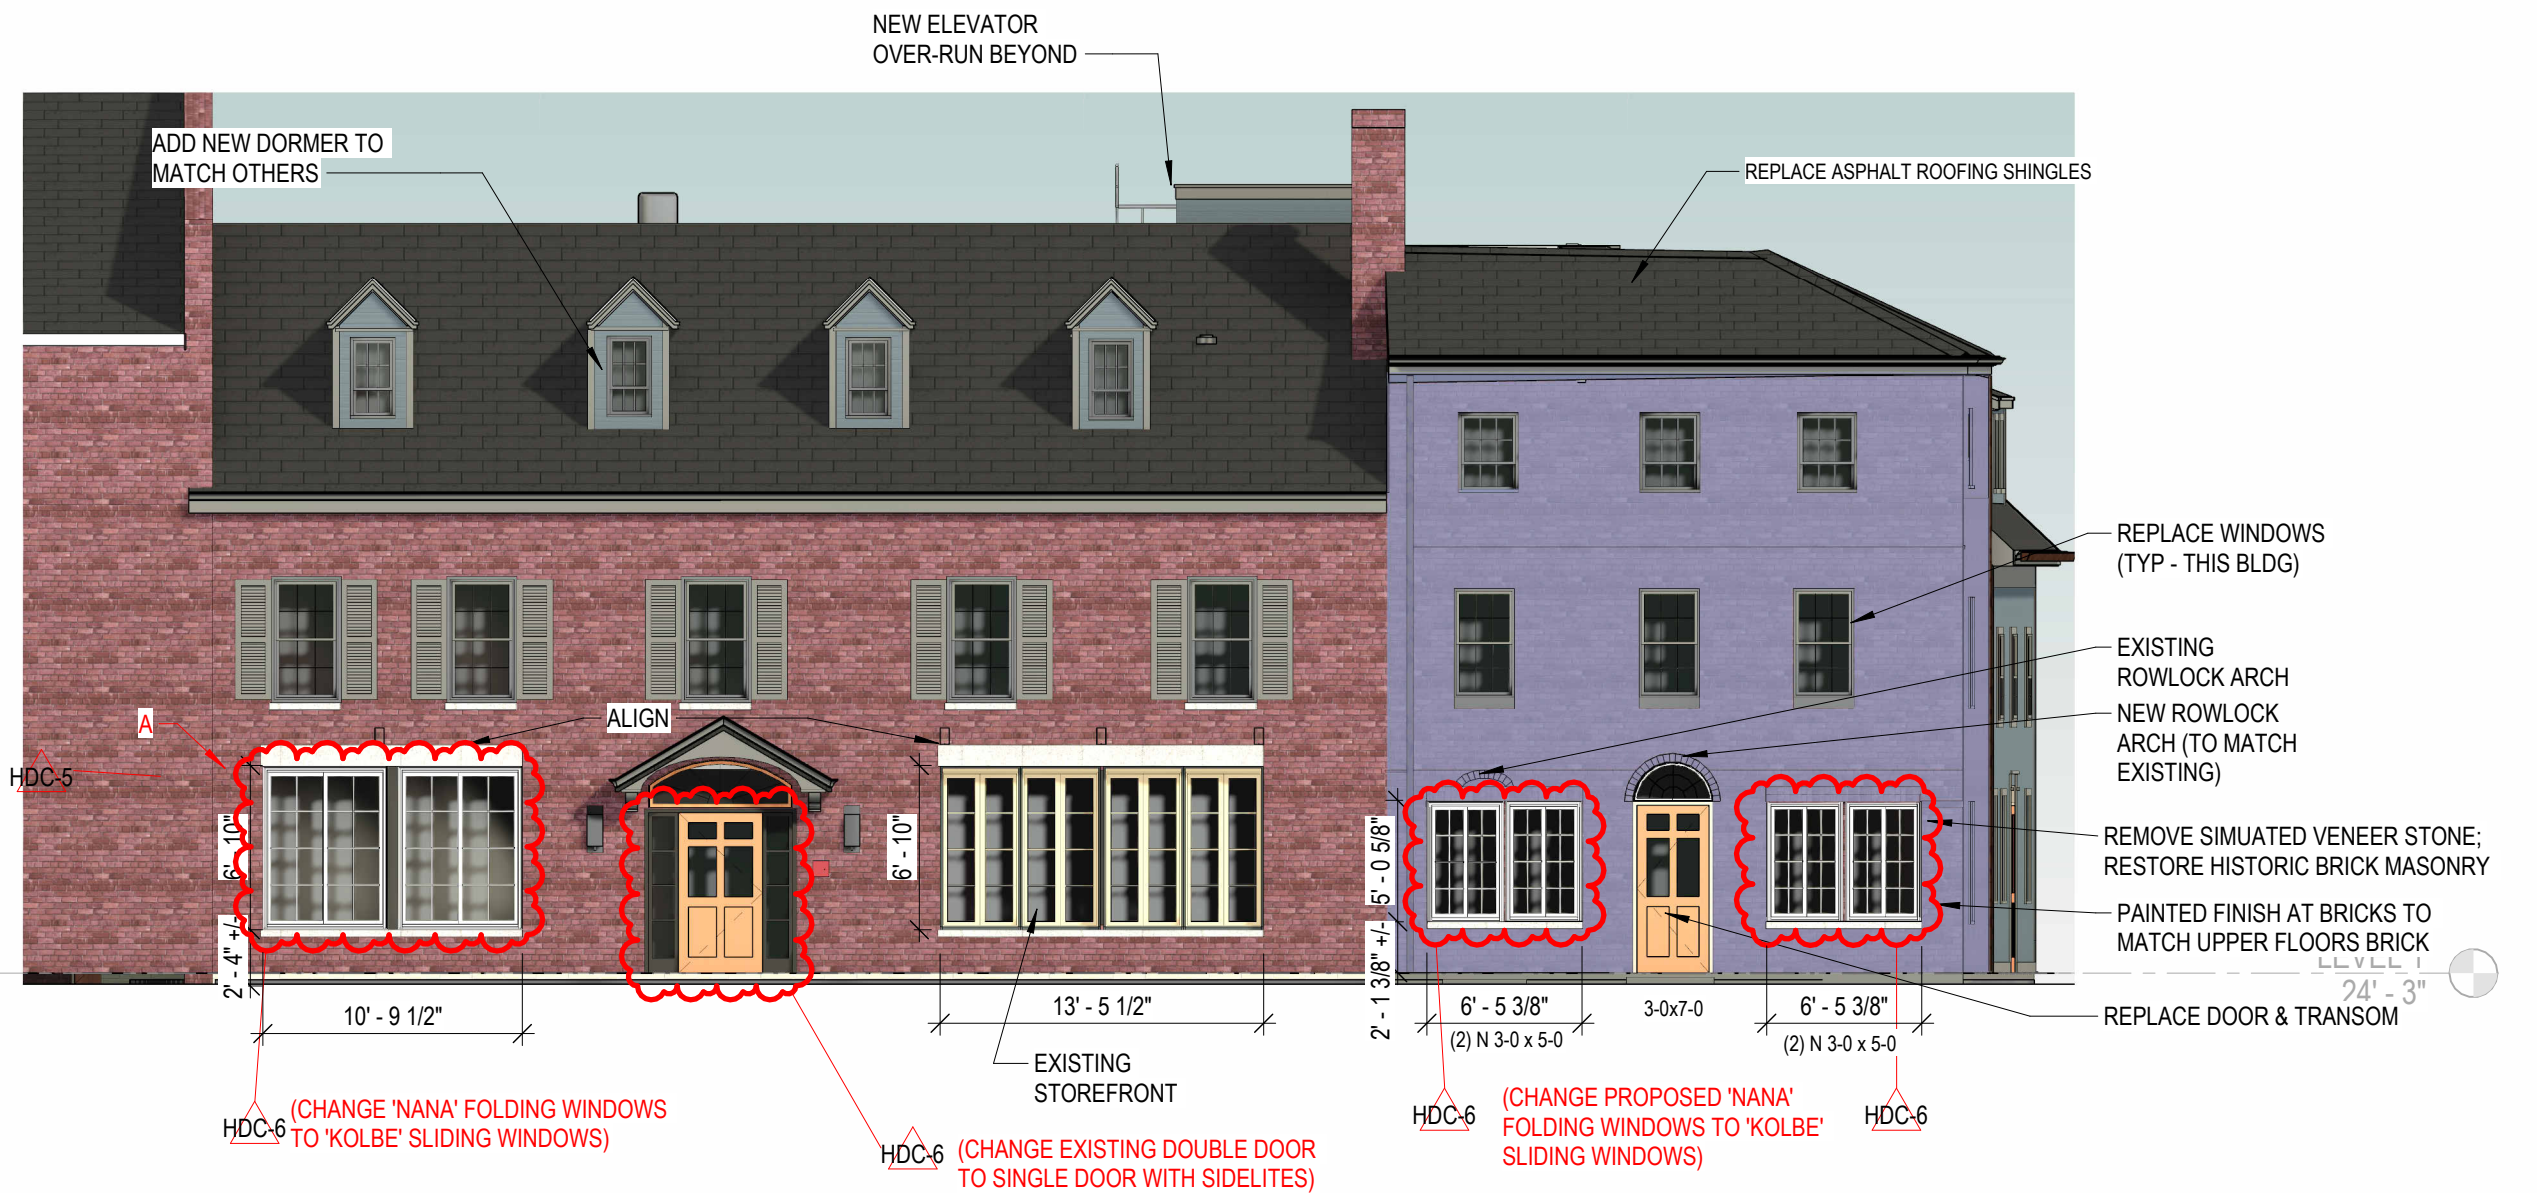 NEW ELEVATOR
OVER-RUN BEYOND
ADD NEW DORMER TO
MATCH OTHERS
REPLACE ASPHALT ROOFING SHINGLES
REPLACE WINDOWS
(TYP - THIS BLDG)
EXISTING
ROWLOCK ARCH
NEW ROWLOCK
ARCH (TO MATCH
EXISTING)
REMOVE SIMUATED VENEER STONE;
RESTORE HISTORIC BRICK MASONRY
PAINTED FINISH AT BRICKS TO
MATCH UPPER FLOORS BRICK
LEVEL 1
24' - 3"
REPLACE DOOR & TRANSOM
A
ALIGN
HDC-5
6' - 10"
2' - 4" +/-
6' - 10"
5' - 0 5/8"
2' - 1 3/8" +/-
10' - 9 1/2"
13' - 5 1/2"
6' - 5 3/8"
(2) N 3-0 x 5-0
3-0x7-0
6' - 5 3/8"
(2) N 3-0 x 5-0
EXISTING
STOREFRONT
HDC-6
(CHANGE 'NANA' FOLDING WINDOWS
TO 'KOLBE' SLIDING WINDOWS)
HDC-6
(CHANGE EXISTING DOUBLE DOOR
TO SINGLE DOOR WITH SIDELITES)
HDC-6
(CHANGE PROPOSED 'NANA'
FOLDING WINDOWS TO 'KOLBE'
SLIDING WINDOWS)
HDC-6